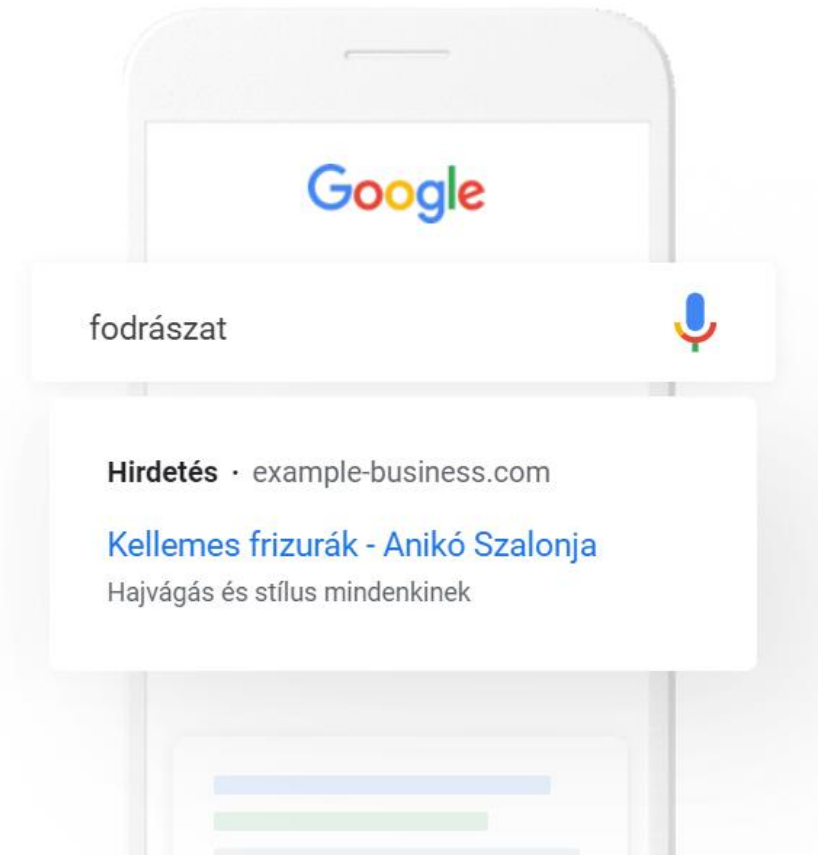 Google
fodrászat
Hirdetés · example-business.com
Kellemes frizurák - Anikó Szalonja
Hajvágás és stílus mindenkinek